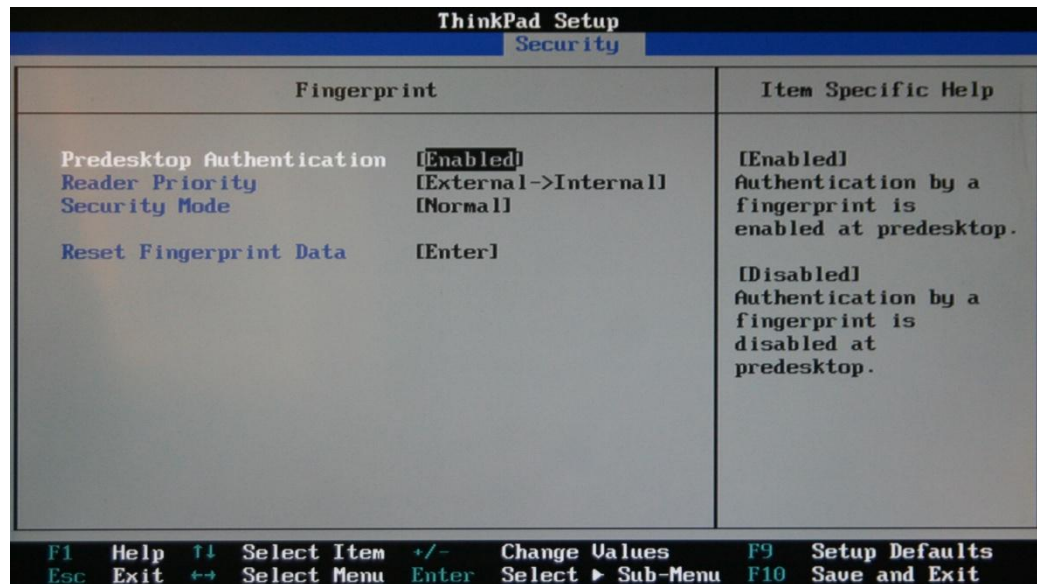 ThinkPad Setup
Security
Fingerprint
Predesktop Authentication [Enabled]
Reader Priority [External->Internal]
Security Mode [Normal]
Reset Fingerprint Data [Enter]
Item Specific Help
[Enabled]
Authentication by a
fingerprint is
enabled at predesktop.
[Disabled]
Authentication by a
fingerprint is
disabled at
predesktop.
F1 Help ↑↓ Select Item +/- Change Values F9 Setup Defaults
Esc Exit ↔ Select Menu Enter Select ▶ Sub-Menu F10 Save and Exit